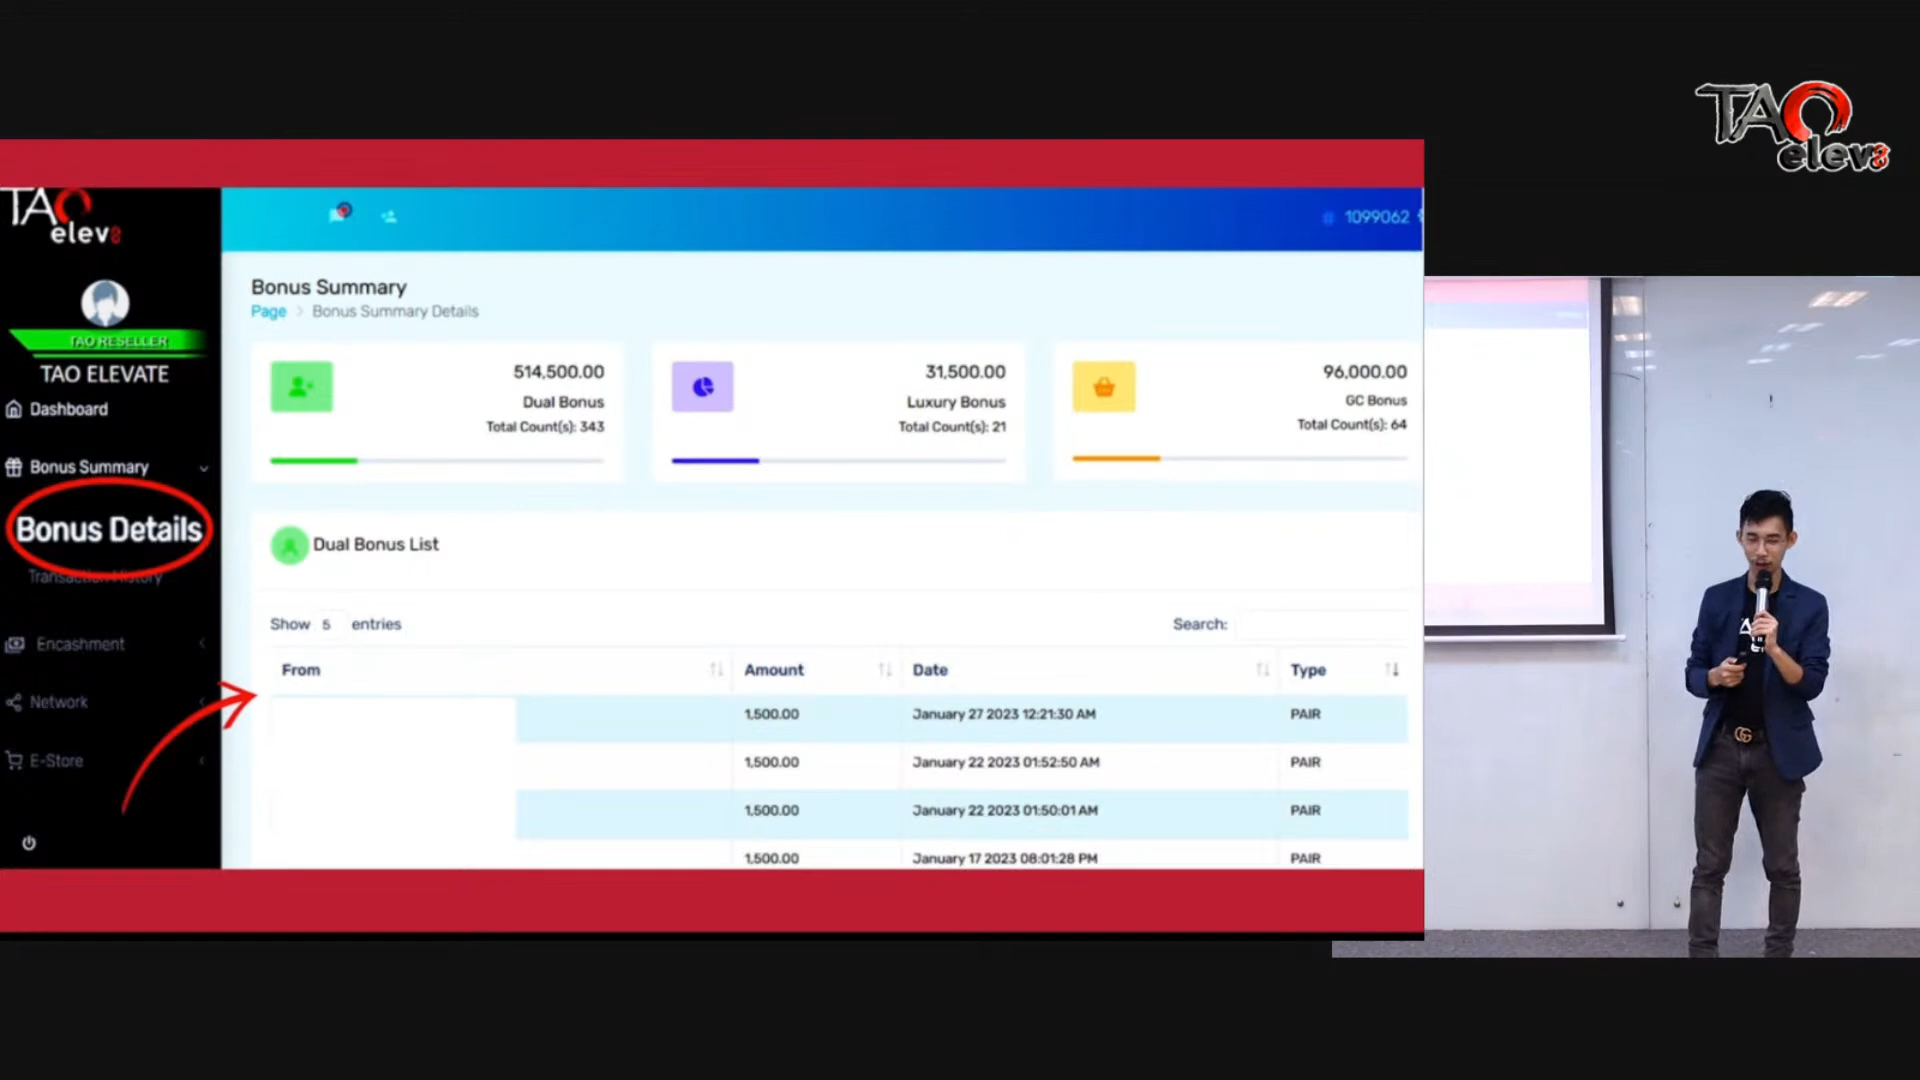 TAO
elev8
TAO
elev8
1099062
TAO RESELLER
TAO ELEVATE
Dashboard
Bonus Summary
Bonus Details
Transaction History
Encashment
Network
E-Store
Bonus Summary
Page > Bonus Summary Details
514,500.00
Dual Bonus
Total Count(s): 343
31,500.00
Luxury Bonus
Total Count(s): 21
96,000.00
GC Bonus
Total Count(s): 64
Dual Bonus List
Show 5 entries
Search:
From Amount Date Type
1,500.00 January 27 2023 12:21:30 AM PAIR
1,500.00 January 22 2023 01:52:50 AM PAIR
1,500.00 January 22 2023 01:50:01 AM PAIR
1,500.00 January 17 2023 08:01:28 PM PAIR